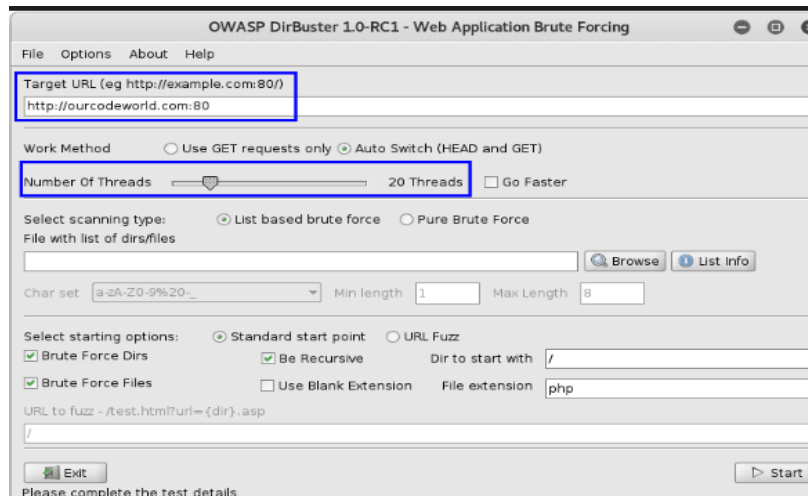 OWASP DirBuster 1.0-RC1 - Web Application Brute Forcing
File Options About Help
Target URL (eg http://example.com:80/)
http://ourcodeworld.com:80
Work Method Use GET requests only Auto Switch (HEAD and GET)
Number Of Threads 20 Threads Go Faster
Select scanning type: List based brute force Pure Brute Force
File with list of dirs/files
Browse List Info
Char set a-zA-Z0-9%20-_ Min length 1 Max Length 8
Select starting options: Standard start point URL Fuzz
Brute Force Dirs Be Recursive Dir to start with /
Brute Force Files Use Blank Extension File extension php
URL to fuzz - /test.html?url={dir}.asp
/
Exit Start
Please complete the test details